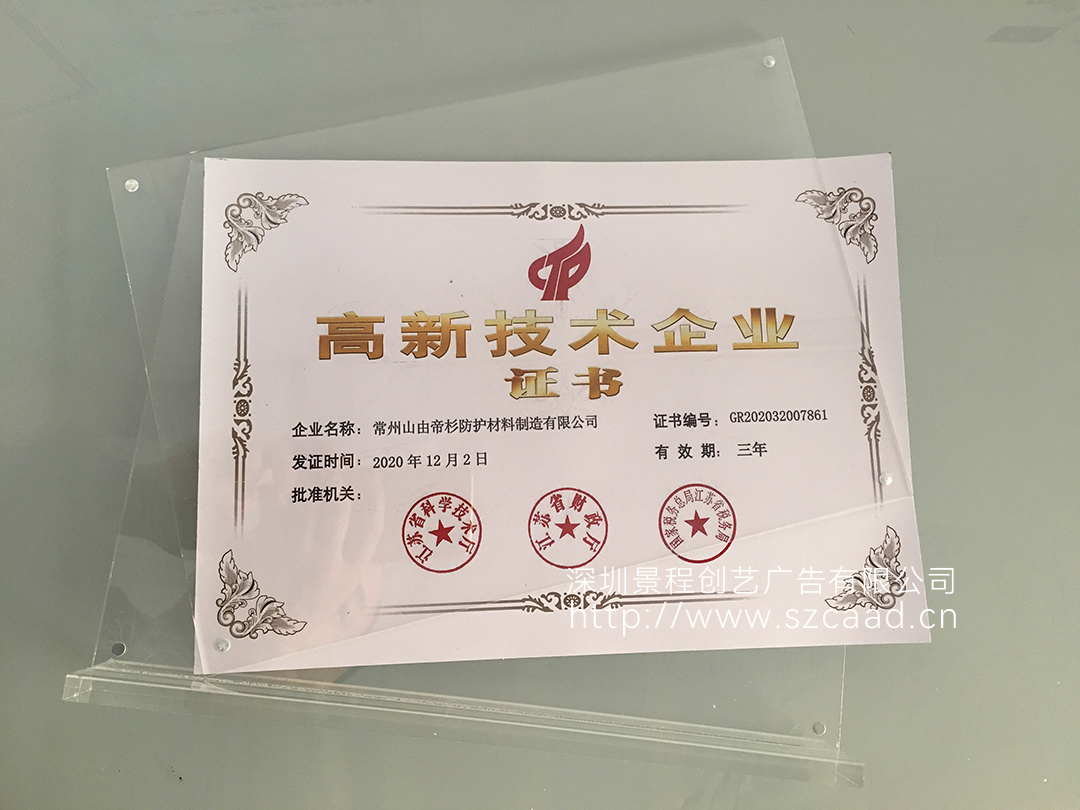 CTP
高新技术企业
证书
企业名称：常州山由帝杉防护材料制造有限公司
证书编号：GR202032007861
发证时间：2020年12月2日
有效期：三年
批准机关：
江苏省科学技术厅
江苏省财政厅
国家税务总局江苏省税务局
深圳景程创艺广告有限公司
http://www.szcaad.cn